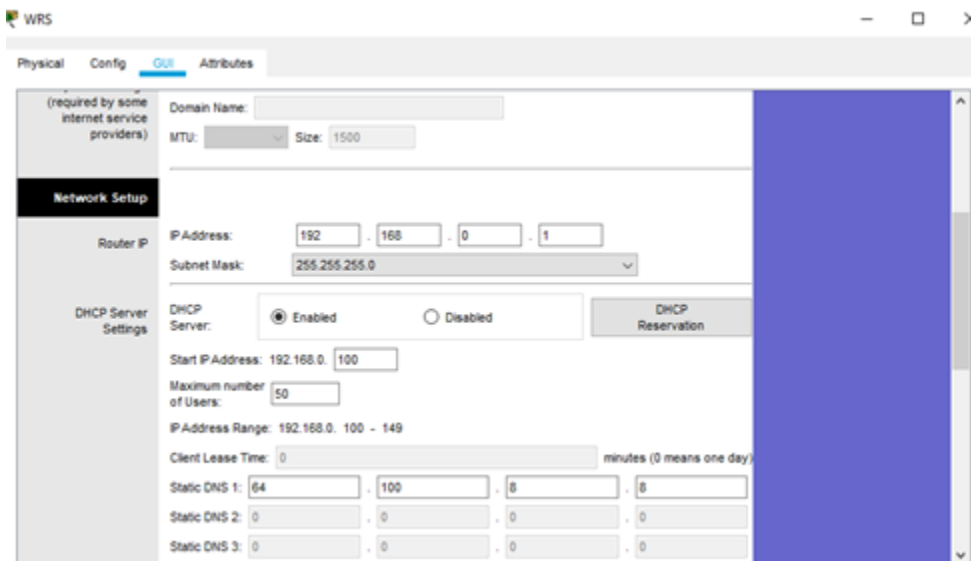 WRS
Physical Config GUI Attributes
(required by some
internet service
providers)
Domain Name:
MTU: Size: 1500
Network Setup
Router IP
IP Address: 192 . 168 . 0 . 1
Subnet Mask: 255.255.255.0
DHCP Server
Settings
DHCP
Server:
Enabled Disabled
DHCP
Reservation
Start IP Address: 192.168.0. 100
Maximum number
of Users:
50
IP Address Range: 192.168.0. 100 - 149
Client Lease Time: 0 minutes (0 means one day)
Static DNS 1: 64 . 100 . 8 . 8
Static DNS 2: 0 . 0 . 0 . 0
Static DNS 3: 0 . 0 . 0 . 0